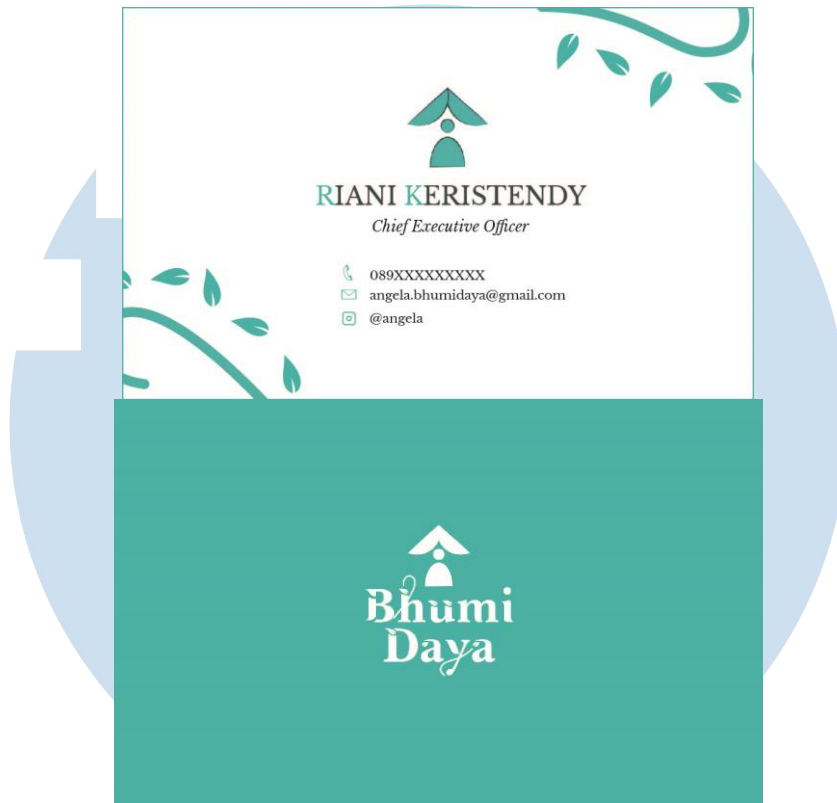 RIANI KERISTENDY
Chief Executive Officer
089XXXXXXXXX
angela.bhumidaya@gmail.com
@angela
Bhumi
Daya